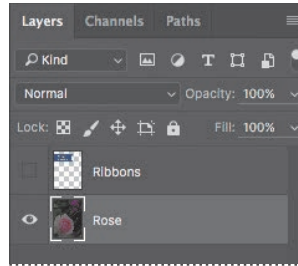 Layers Channels Paths
Kind
Normal Opacity: 100%
Lock: Fill: 100%
Ribbons
Rose